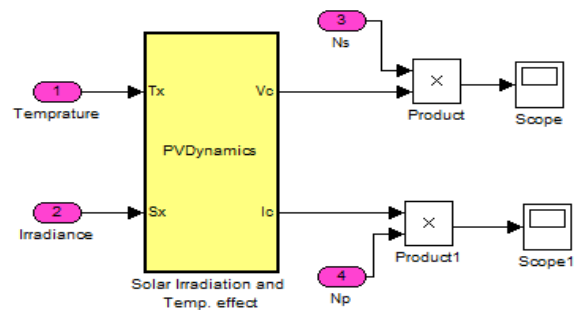 3
Ns
1
Temprature
Tx
Vc
×
Product
Scope
PVDynamics
2
Irradiance
Sx
Ic
×
Product1
Scope1
4
Np
Solar Irradiation and
Temp. effect